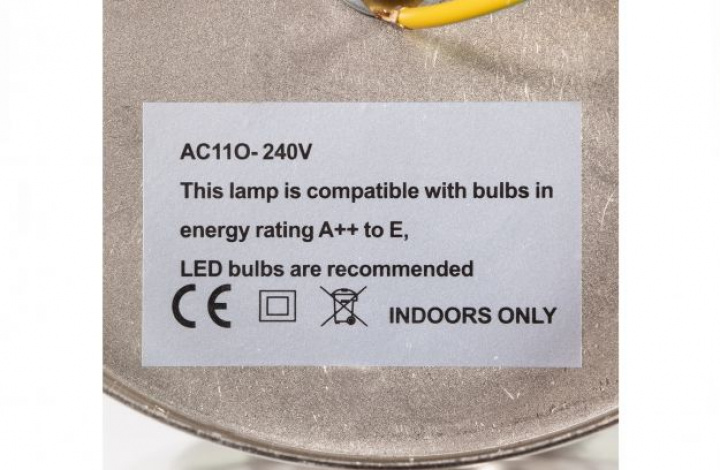 AC11O- 240V
This lamp is compatible with bulbs in
energy rating A++ to E,
LED bulbs are recommended
CE INDOORS ONLY